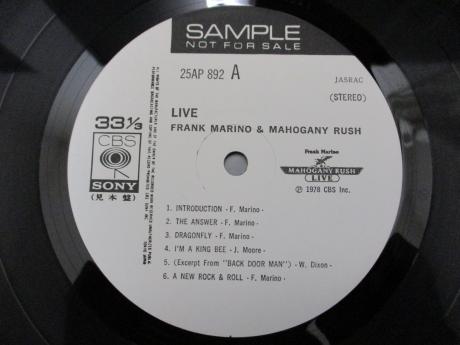 SAMPLE
NOT FOR SALE
25AP 892 A
JASRAC
(STEREO)
LIVE
FRANK MARINO & MAHOGANY RUSH
33⅓
CBS
SONY
(見本盤)
Frank Marino
MAHOGANY RUSH
LIVE
Ⓟ 1978 CBS Inc.
1. INTRODUCTION - F. Marino -
2. THE ANSWER - F. Marino -
3. DRAGONFLY - F. Marino -
4. I'M A KING BEE - J. Moore -
5. (Excerpt From "BACK DOOR MAN") - W. Dixon -
6. A NEW ROCK & ROLL - F. Marino -